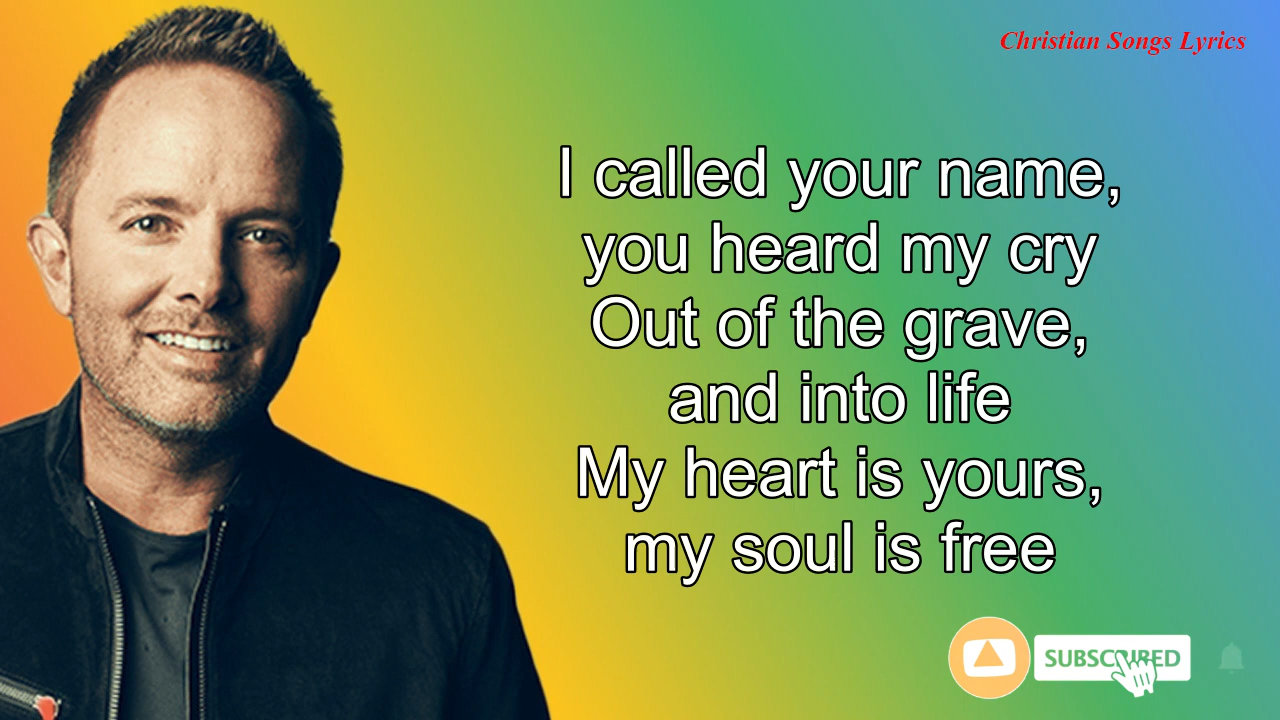 Christian Songs Lyrics
I called your name,
you heard my cry
Out of the grave,
and into life
My heart is yours,
my soul is free
SUBSCRIBED